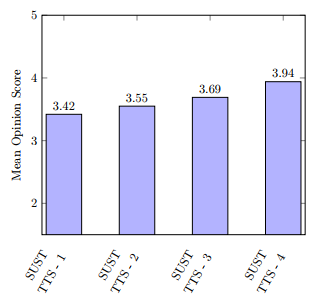 5
4
3
2
Mean Opinion Score
3.42
3.55
3.69
3.94
SUST
TTS - 1
SUST
TTS - 2
SUST
TTS - 3
SUST
TTS - 4